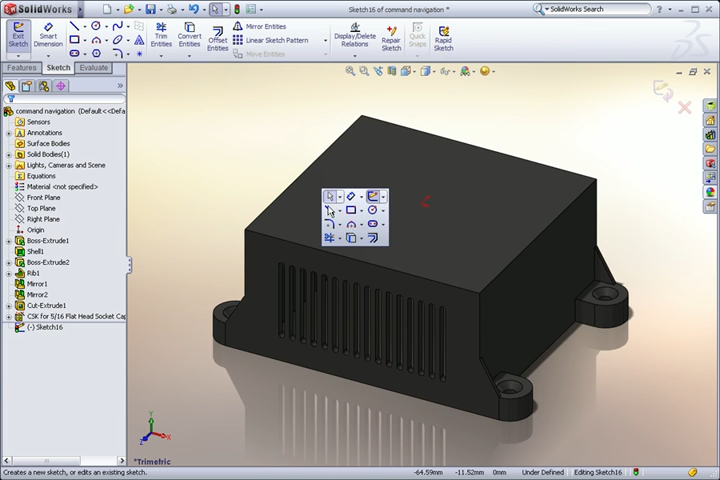 SolidWorks
Sketch16 of command navigation *
SolidWorks Search
Exit Sketch
Smart Dimension
Trim Entities
Convert Entities
Offset Entities
Mirror Entities
Linear Sketch Pattern
Move Entities
Display/Delete Relations
Repair Sketch
Quick Snaps
Rapid Sketch
Features
Sketch
Evaluate
command navigation (Default<<Defa
Sensors
Annotations
Surface Bodies
Solid Bodies(1)
Lights, Cameras and Scene
Equations
Material <not specified>
Front Plane
Top Plane
Right Plane
Origin
Boss-Extrude1
Shell1
Boss-Extrude2
Rib1
Mirror1
Mirror2
Cut-Extrude1
CSK for 5/16 Flat Head Socket Cap
(-) Sketch16
Y
X
Z
*Trimetric
Creates a new sketch, or edits an existing sketch.
-64.59mm
-11.52mm
0mm
Under Defined
Editing Sketch16